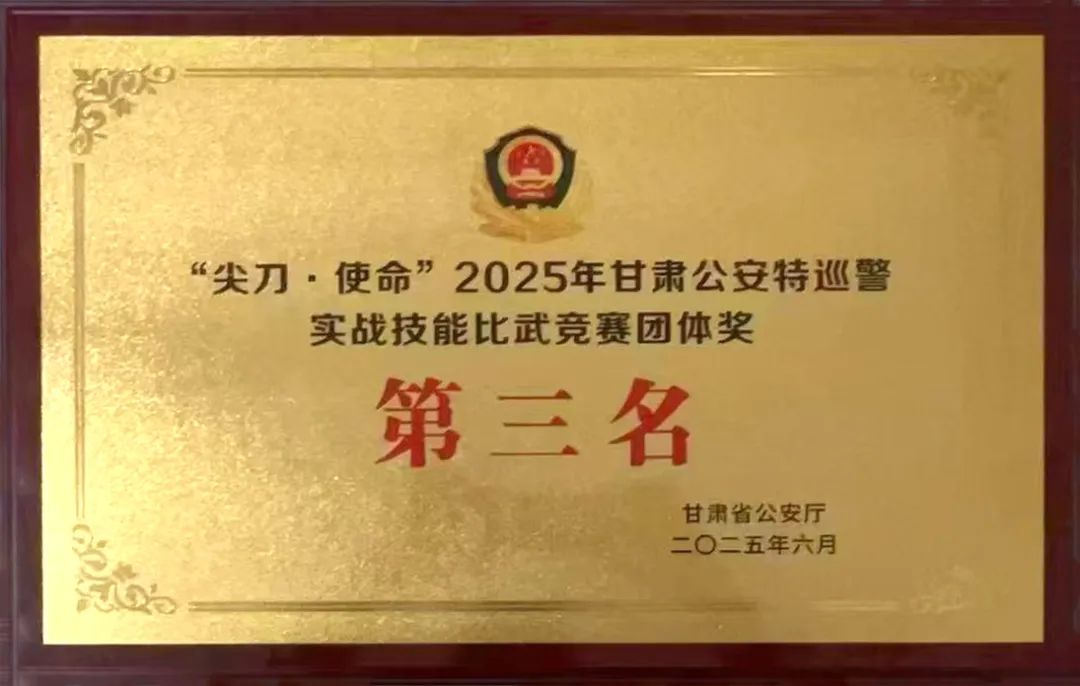 “尖刀·使命”2025年甘肃公安特巡警
实战技能比武竞赛团体奖
第三名
甘肃省公安厅
二〇二五年六月